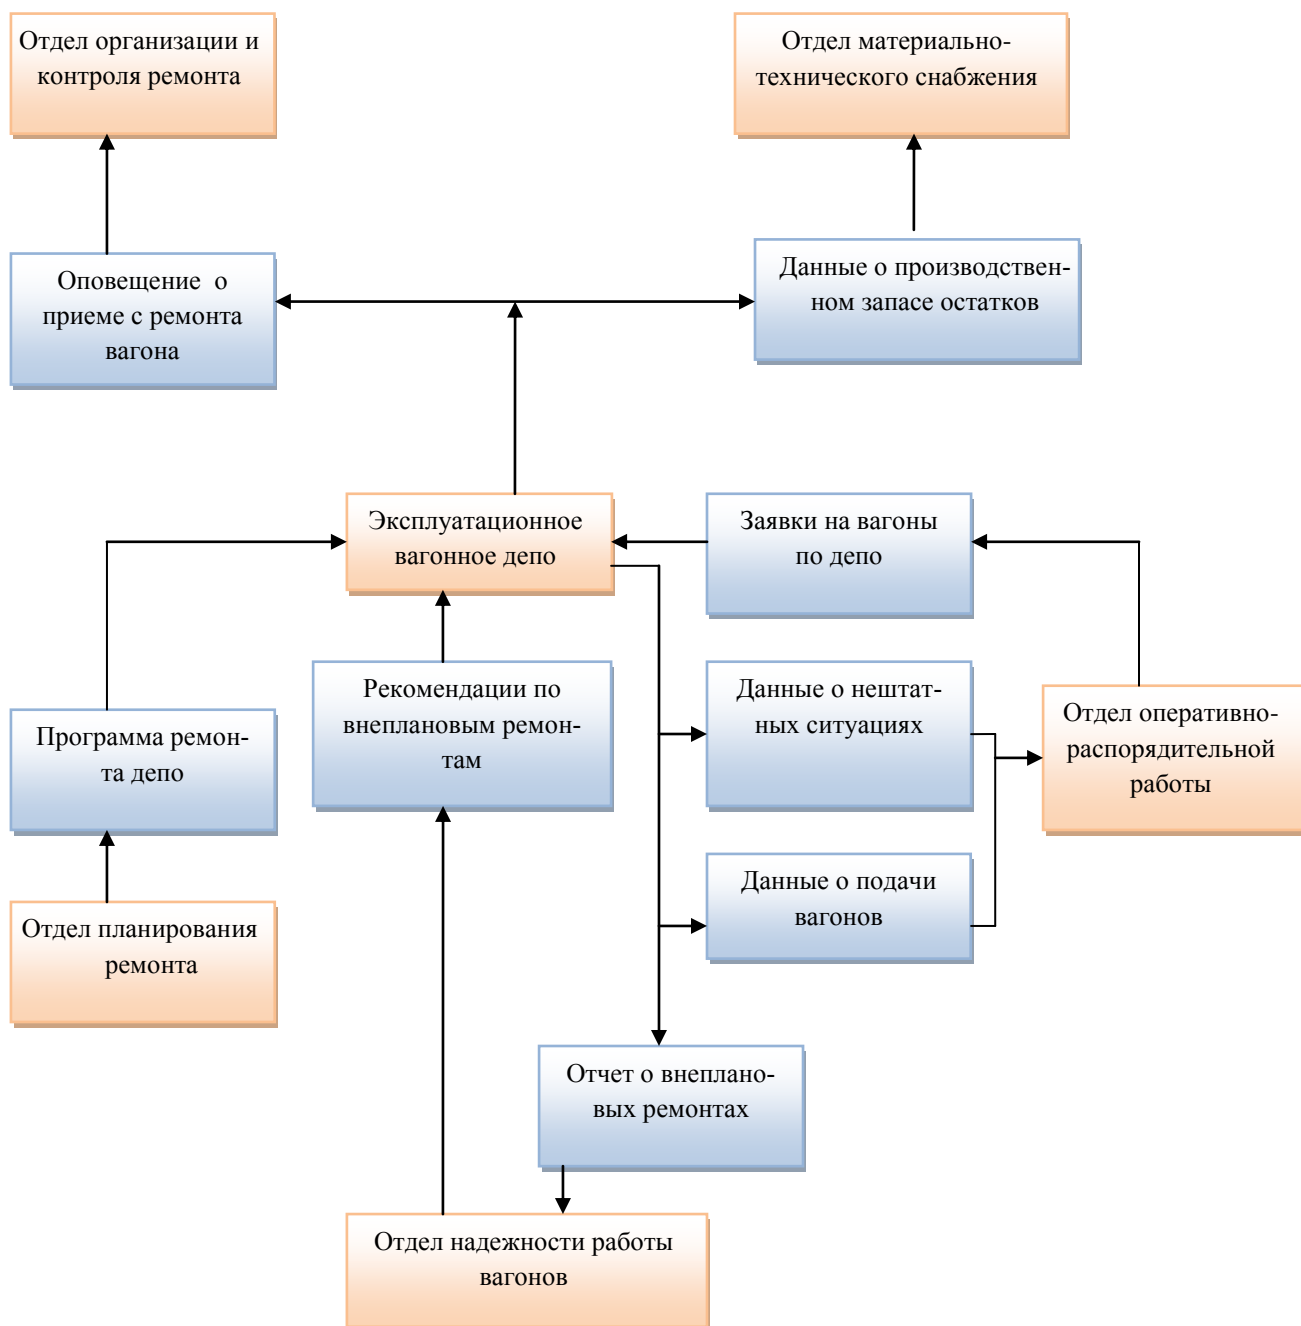 Отдел организации и
контроля ремонта
Отдел материально-
технического снабжения
Оповещение о
приеме с ремонта
вагона
Данные о производствен-
ном запасе остатков
Эксплуатационное
вагонное депо
Заявки на вагоны
по депо
Рекомендации по
внеплановым ремон-
там
Данные о нештат-
ных ситуациях
Отдел оперативно-
распорядительной
работы
Программа ремон-
та депо
Данные о подачи
вагонов
Отдел планирования
ремонта
Отчет о внеплано-
вых ремонтах
Отдел надежности работы
вагонов